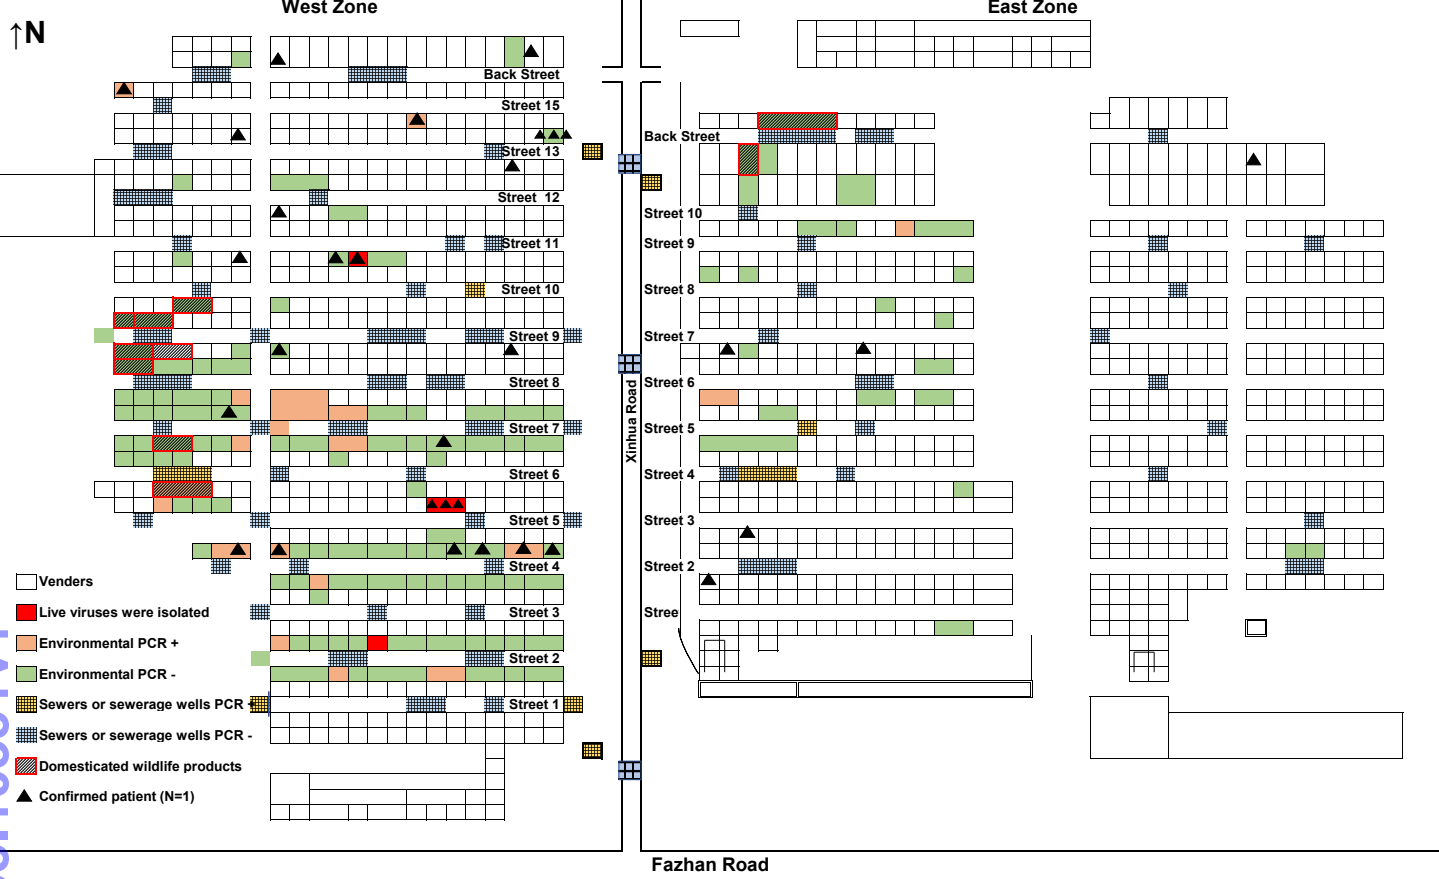 West Zone
East Zone
↑N
Back Street
Street 15
Street 13
Street 12
Street 11
Street 10
Street 9
Street 8
Street 7
Street 6
Street 5
Street 4
Street 3
Street 2
Street 1
Xinhua Road
Back Street
Street 10
Street 9
Street 8
Street 7
Street 6
Street 5
Street 4
Street 3
Street 2
Stree
Venders
Live viruses were isolated
Environmental PCR +
Environmental PCR -
Sewers or sewerage wells PCR +
Sewers or sewerage wells PCR -
Domesticated wildlife products
Confirmed patient (N=1)
Fazhan Road